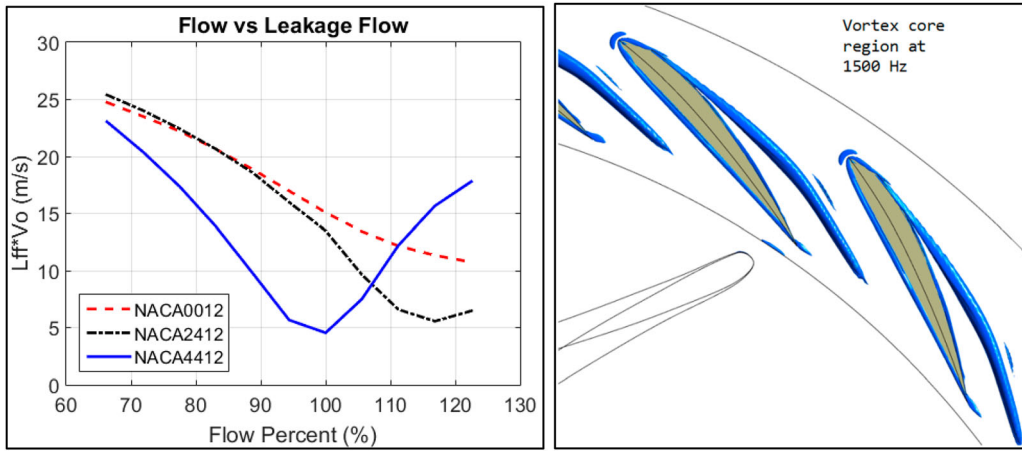 Flow vs Leakage Flow
30
25
20
15
10
5
0
Lff*Vo (m/s)
NACA0012
NACA2412
NACA4412
60 70 80 90 100 110 120 130
Flow Percent (%)
Vortex core
region at
1500 Hz